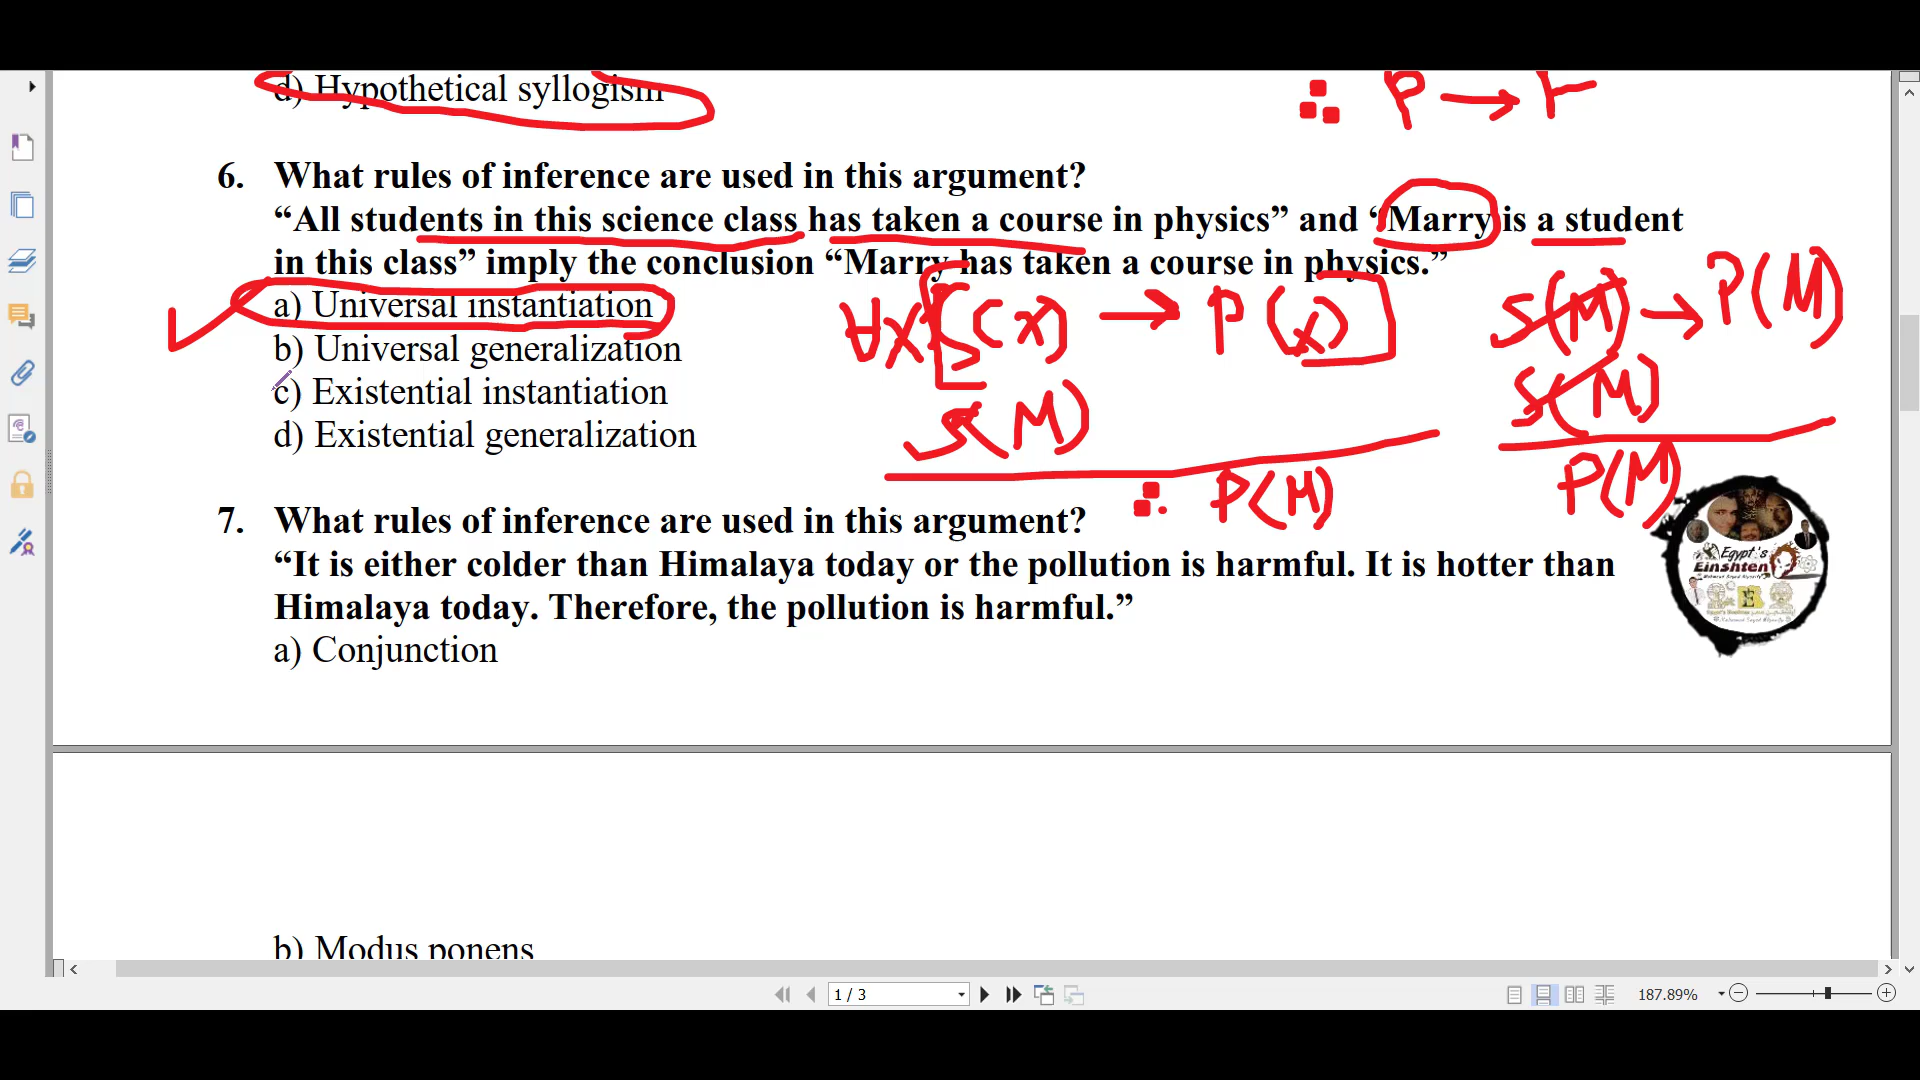 d) Hypothetical syllogism
∴ P → r
6. What rules of inference are used in this argument?
“All students in this science class has taken a course in physics” and “Marry is a student
in this class” imply the conclusion “Marry has taken a course in physics.”
a) Universal instantiation
b) Universal generalization
c) Existential instantiation
d) Existential generalization
∀x [S(x) → P(x)]
S(M)
∴ P(M)
S(M) → P(M)
S(M)
P(M)
7. What rules of inference are used in this argument?
“It is either colder than Himalaya today or the pollution is harmful. It is hotter than
Himalaya today. Therefore, the pollution is harmful.”
a) Conjunction
Egypt's
Einshten
b) Modus ponens
1 / 3
187.89%